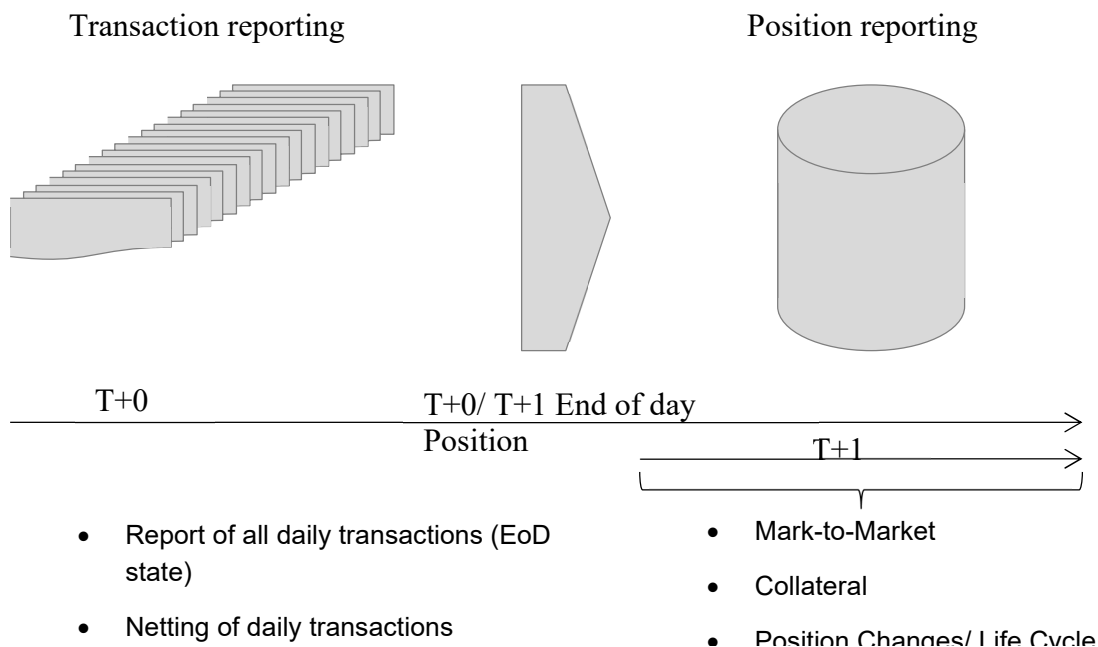 Transaction reporting
Position reporting
T+0
T+0/ T+1 End of day
Position
T+1
• Report of all daily transactions (EoD
state)
• Netting of daily transactions
• Mark-to-Market
• Collateral
• Position Changes/ Life Cycle